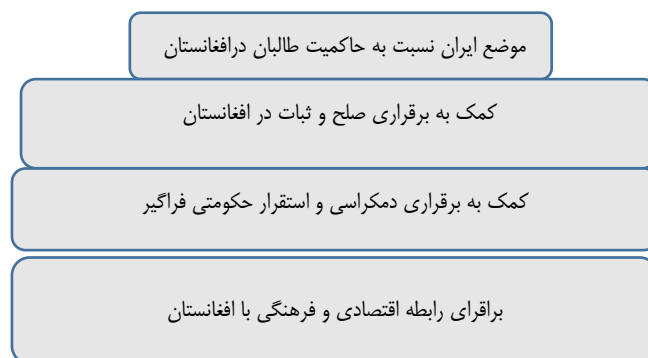 موضع ایران نسبت به حاکمیت طالبان درافغانستان
کمک به برقراری صلح و ثبات در افغانستان
کمک به برقراری دمکراسی و استقرار حکومتی فراگیر
براقرای رابطه اقتصادی و فرهنگی با افغانستان